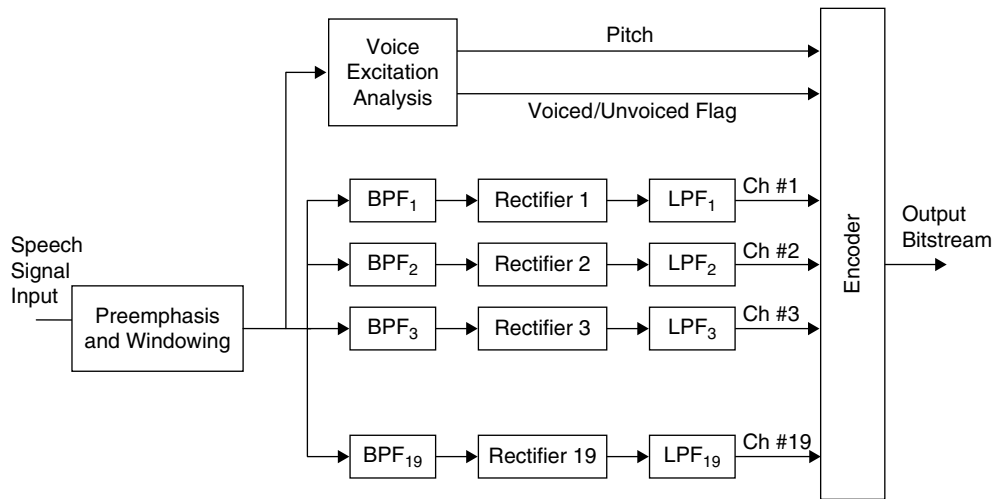 Voice
Excitation
Analysis
Pitch
Voiced/Unvoiced Flag
Speech
Signal
Input
Preemphasis
and Windowing
BPF₁
Rectifier 1
LPF₁
Ch #1
BPF₂
Rectifier 2
LPF₂
Ch #2
BPF₃
Rectifier 3
LPF₃
Ch #3
BPF₁₉
Rectifier 19
LPF₁₉
Ch #19
Encoder
Output
Bitstream